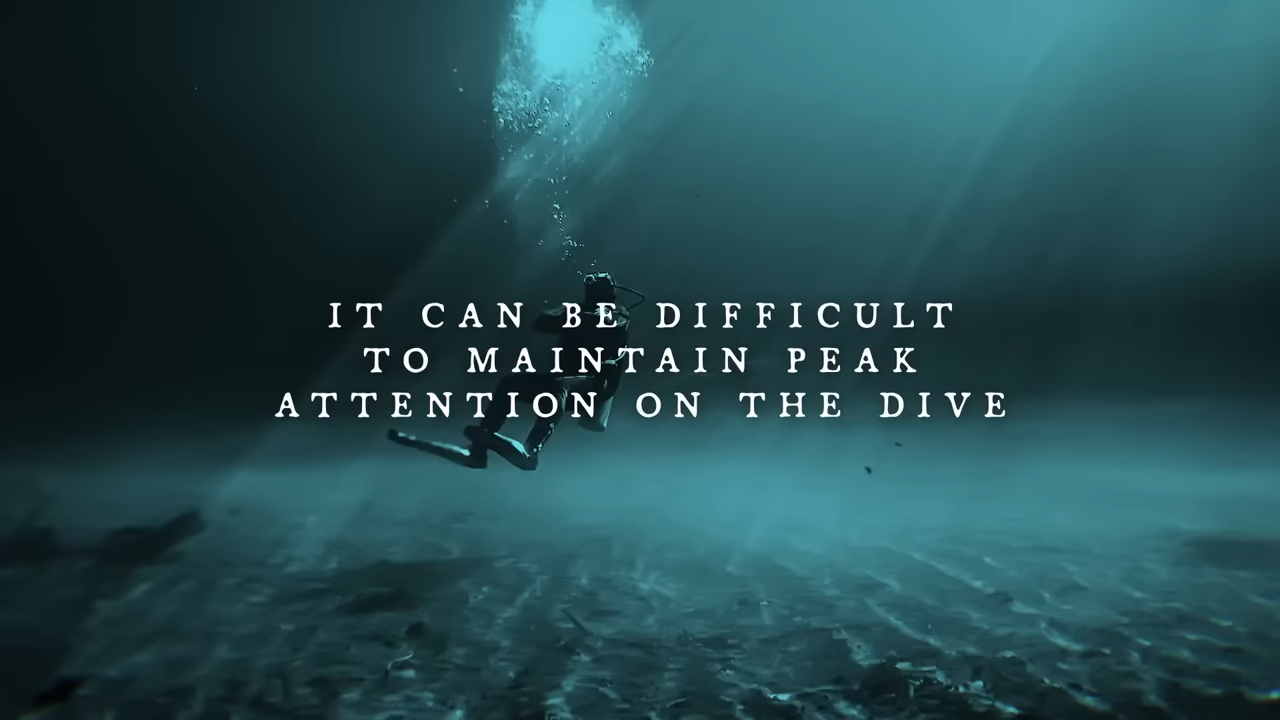 IT CAN BE DIFFICULT
TO MAINTAIN PEAK
ATTENTION ON THE DIVE